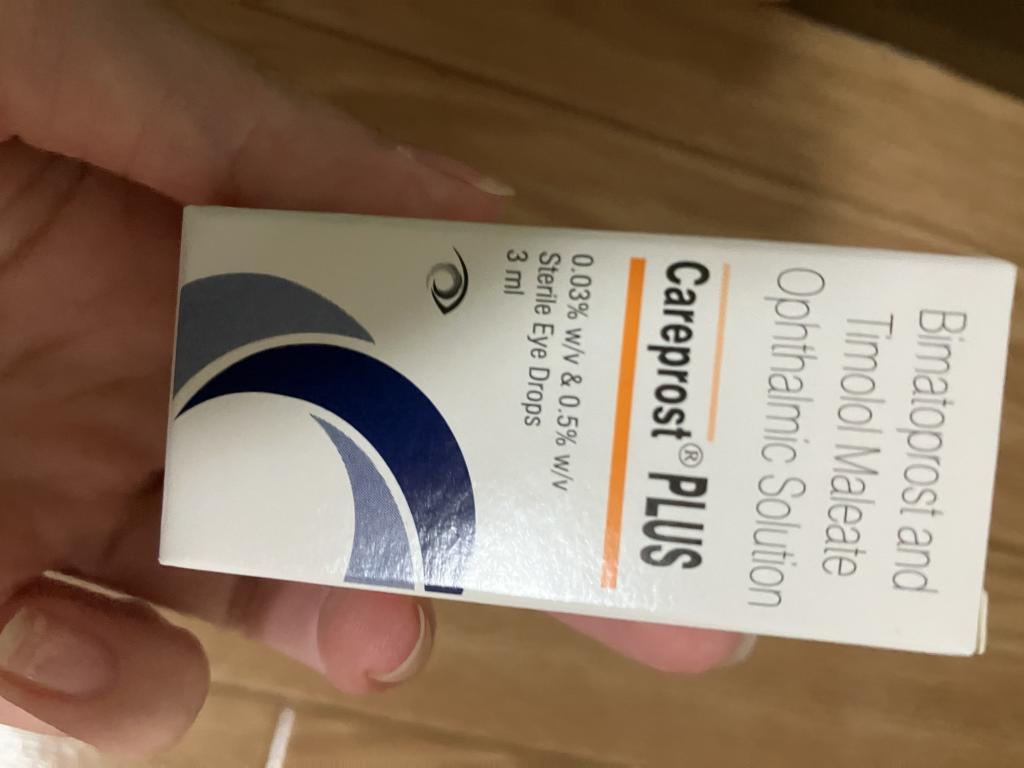 Bimatoprost and
Timolol Maleate
Ophthalmic Solution
Careprost® PLUS
0.03% w/v & 0.5% w/v
Sterile Eye Drops
3 ml